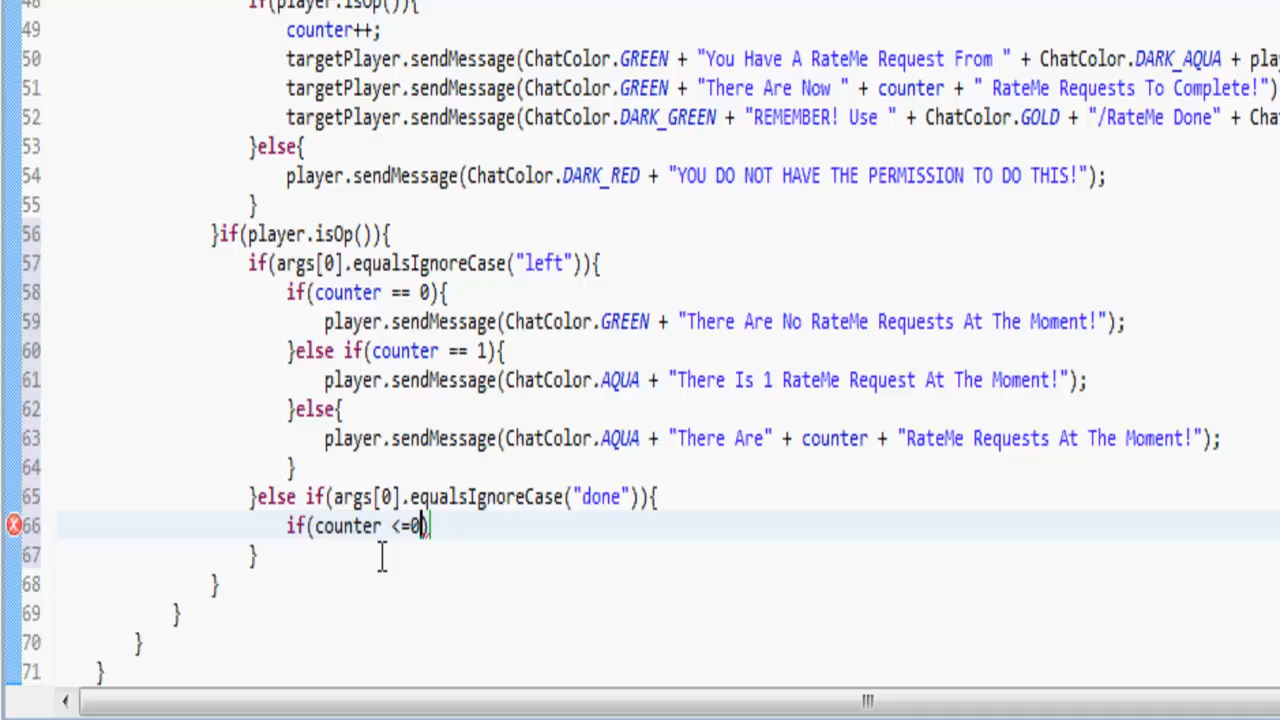 48 if(player.isOp()){
49 counter++;
50 targetPlayer.sendMessage(ChatColor.GREEN + "You Have A RateMe Request From " + ChatColor.DARK_AQUA + play
51 targetPlayer.sendMessage(ChatColor.GREEN + "There Are Now " + counter + " RateMe Requests To Complete!")
52 targetPlayer.sendMessage(ChatColor.DARK_GREEN + "REMEMBER! Use " + ChatColor.GOLD + "/RateMe Done" + Cha
53 }else{
54 player.sendMessage(ChatColor.DARK_RED + "YOU DO NOT HAVE THE PERMISSION TO DO THIS!");
55 }
56 }if(player.isOp()){
57 if(args[0].equalsIgnoreCase("left")){
58 if(counter == 0){
59 player.sendMessage(ChatColor.GREEN + "There Are No RateMe Requests At The Moment!");
60 }else if(counter == 1){
61 player.sendMessage(ChatColor.AQUA + "There Is 1 RateMe Request At The Moment!");
62 }else{
63 player.sendMessage(ChatColor.AQUA + "There Are" + counter + "RateMe Requests At The Moment!");
64 }
65 }else if(args[0].equalsIgnoreCase("done")){
66 if(counter <=0)
67 }
68 }
69 }
70 }
71 }